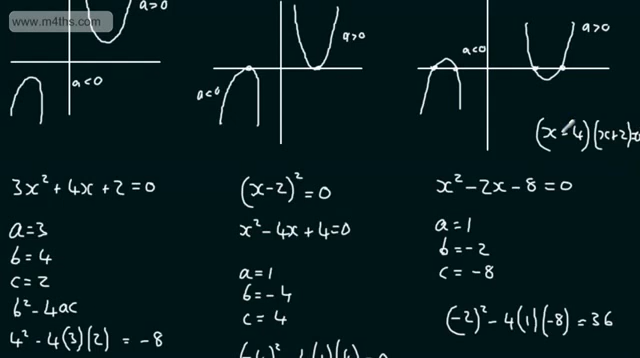 www.m4ths.com
a>0
a<0
a>0
a<0
a<0
a>0
(x-4)(x+2)
3x²+4x+2=0
a=3
b=4
c=2
b²-4ac
4²-4(3)(2) = -8
(x-2)²=0
x²-4x+4=0
a=1
b=-4
c=4
x²-2x-8=0
a=1
b=-2
c=-8
(-2)²-4(1)(-8)=36